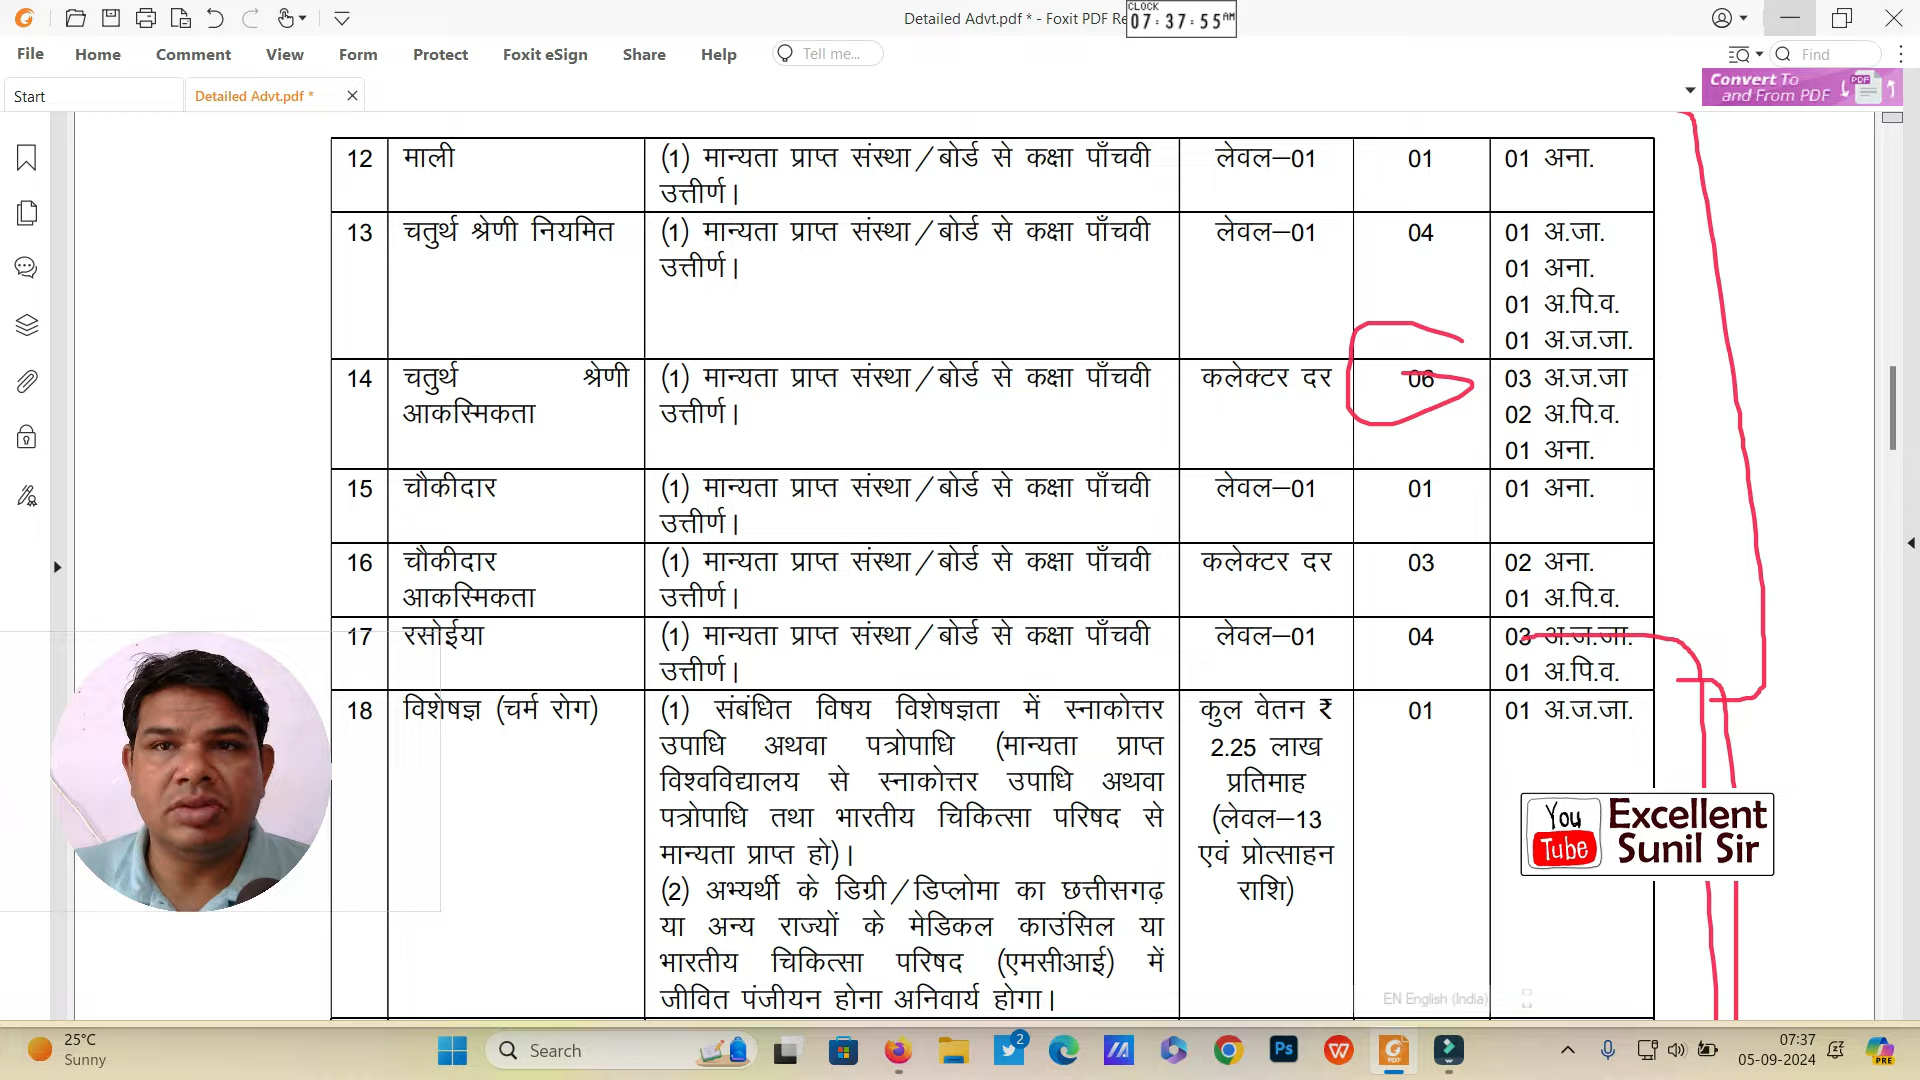 Detailed Advt.pdf * - Foxit PDF Re
CLOCK
07:37:55 AM
File Home Comment View Form Protect Foxit eSign Share Help Tell me... Find
Start Detailed Advt.pdf *
Convert To
and From PDF
12 माली (1) मान्यता प्राप्त संस्था/बोर्ड से कक्षा पाँचवी लेवल–01 01 01 अना.
उत्तीर्ण।
13 चतुर्थ श्रेणी नियमित (1) मान्यता प्राप्त संस्था/बोर्ड से कक्षा पाँचवी लेवल–01 04 01 अ.जा.
उत्तीर्ण। 01 अना.
01 अ.पि.व.
01 अ.ज.जा.
14 चतुर्थ श्रेणी (1) मान्यता प्राप्त संस्था/बोर्ड से कक्षा पाँचवी कलेक्टर दर 06 03 अ.ज.जा
आकस्मिकता उत्तीर्ण। 02 अ.पि.व.
01 अना.
15 चौकीदार (1) मान्यता प्राप्त संस्था/बोर्ड से कक्षा पाँचवी लेवल–01 01 01 अना.
उत्तीर्ण।
16 चौकीदार (1) मान्यता प्राप्त संस्था/बोर्ड से कक्षा पाँचवी कलेक्टर दर 03 02 अना.
आकस्मिकता उत्तीर्ण। 01 अ.पि.व.
17 रसोईया (1) मान्यता प्राप्त संस्था/बोर्ड से कक्षा पाँचवी लेवल–01 04 03 अ.ज.जा.
उत्तीर्ण। 01 अ.पि.व.
18 विशेषज्ञ (चर्म रोग) (1) संबंधित विषय विशेषज्ञता में स्नाकोत्तर कुल वेतन ₹ 01 01 अ.ज.जा.
उपाधि अथवा पत्रोपाधि (मान्यता प्राप्त 2.25 लाख
विश्वविद्यालय से स्नाकोत्तर उपाधि अथवा प्रतिमाह
पत्रोपाधि तथा भारतीय चिकित्सा परिषद से (लेवल–13
मान्यता प्राप्त हो)। एवं प्रोत्साहन
(2) अभ्यर्थी के डिग्री/डिप्लोमा का छत्तीसगढ़ राशि)
या अन्य राज्यों के मेडिकल काउंसिल या
भारतीय चिकित्सा परिषद (एमसीआई) में
जीवित पंजीयन होना अनिवार्य होगा।
You Tube Excellent
Sunil Sir
EN English (India)
25°C
Sunny
Search
2
Ps
PRE
07:37
05-09-2024